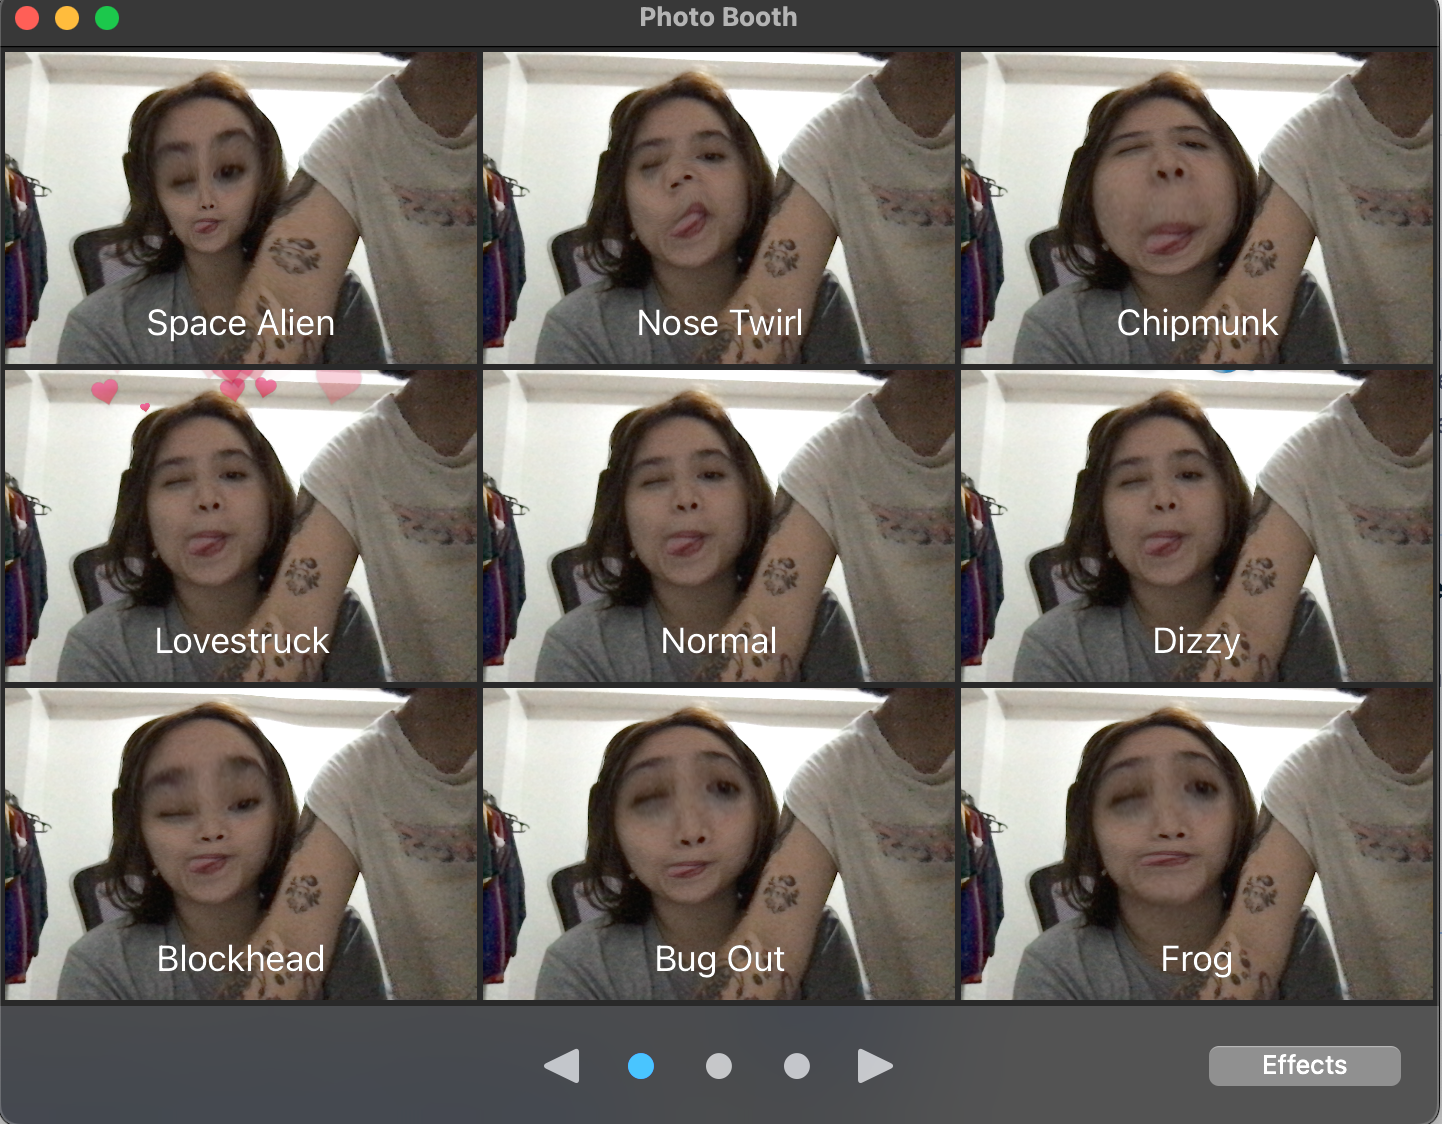 Photo Booth
Space Alien
Nose Twirl
Chipmunk
Lovestruck
Normal
Dizzy
Blockhead
Bug Out
Frog
Effects